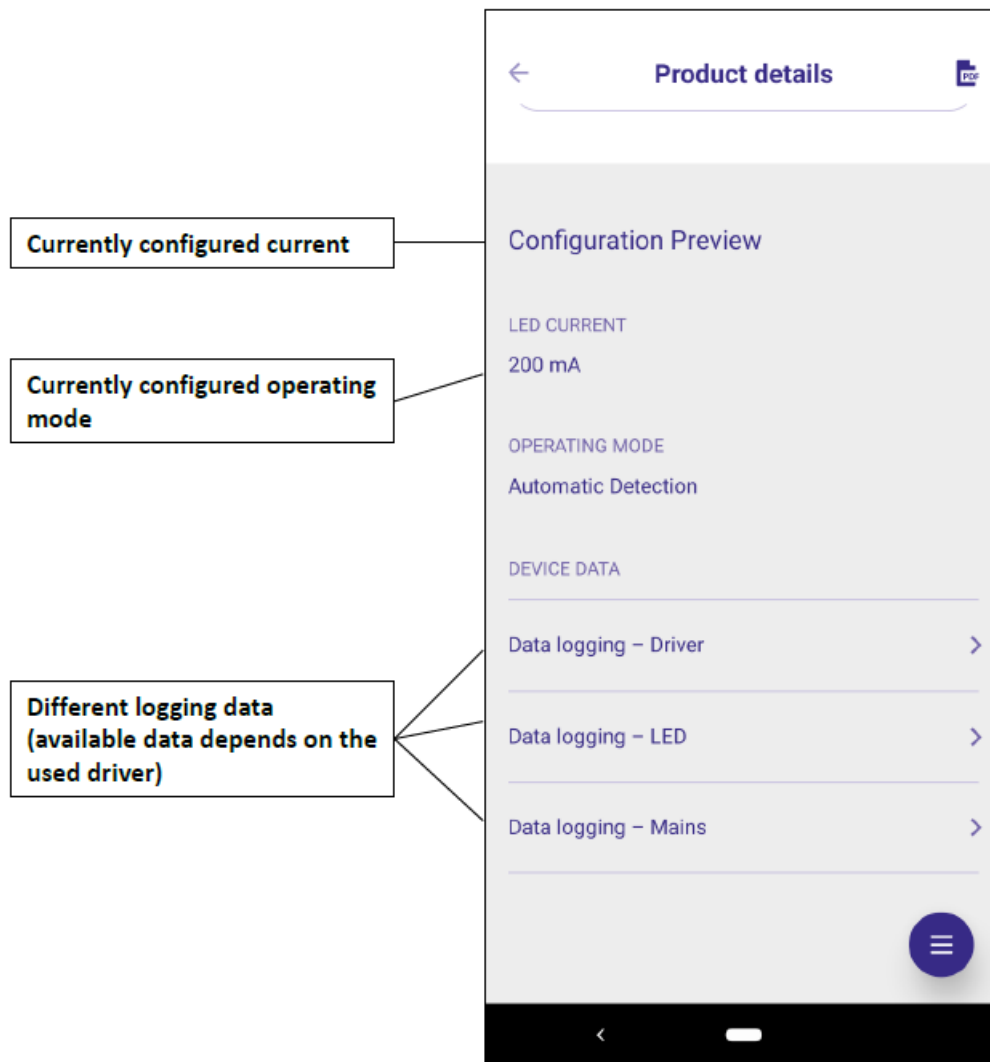 Product details
PDF
Currently configured current
Configuration Preview
LED CURRENT
200 mA
Currently configured operating
mode
OPERATING MODE
Automatic Detection
DEVICE DATA
Data logging – Driver
Different logging data
(available data depends on the
used driver)
Data logging – LED
Data logging – Mains